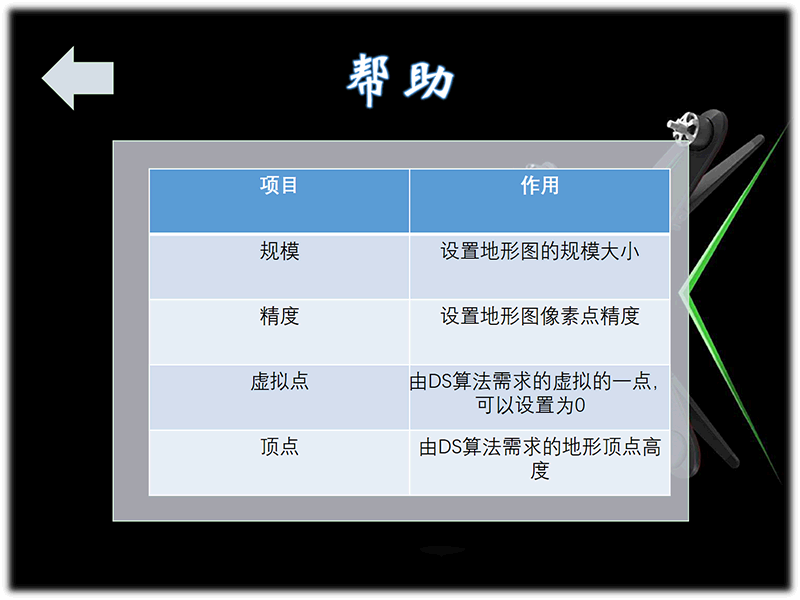 帮助
项目
作用
规模
设置地形图的规模大小
精度
设置地形图像素点精度
虚拟点
由DS算法需求的虚拟的一点，
可以设置为0
顶点
由DS算法需求的地形顶点高
度